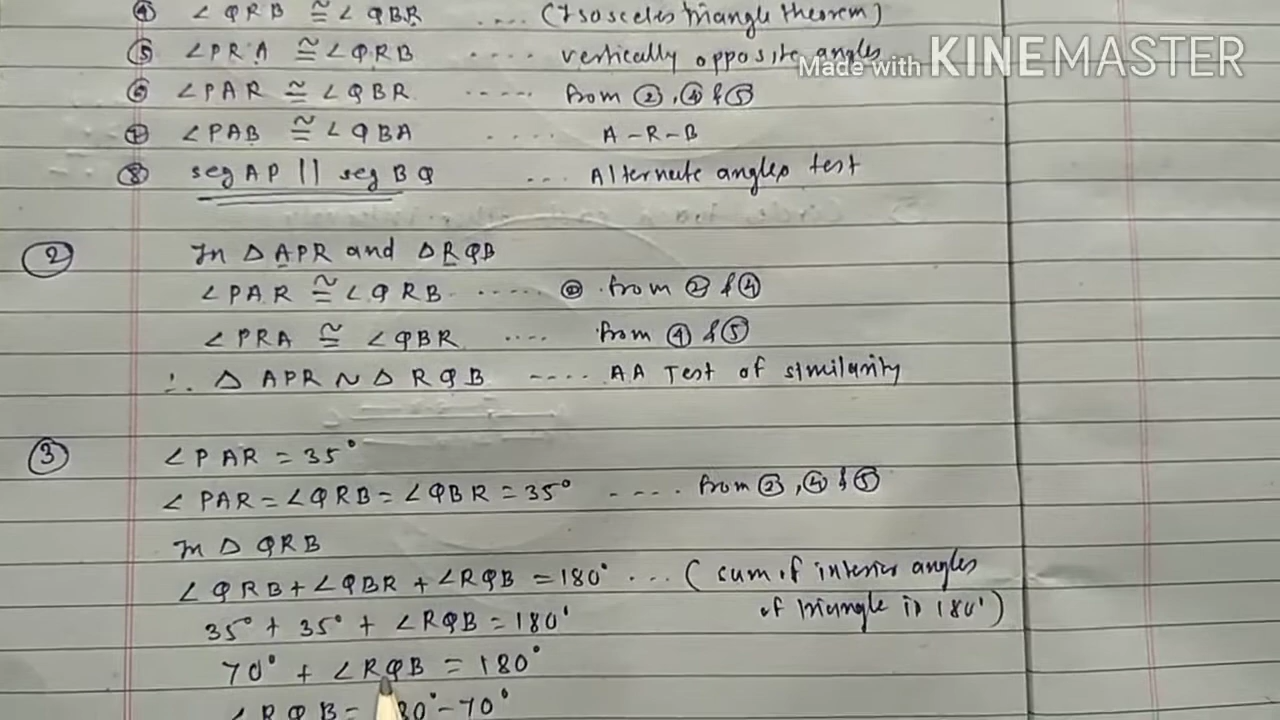 ④ ∠QRB ≅ ∠QBR .... (Isosceles triangle theorem)
⑤ ∠PRA ≅ ∠QRB .... vertically opposite angles
Made with KINEMASTER
⑥ ∠PAR ≅ ∠QBR ..... from ②, ④ & ⑤
⑦ ∠PAB ≅ ∠QBA .... A-R-B
⑧ seg AP || seg BQ ... Alternate angles test
② In △APR and △RQB
∠PAR ≅ ∠QRB ..... from ② & ④
∠PRA ≅ ∠QBR .... from ④ & ⑤
∴ △ APR ~ △ RQB .... AA Test of similarity
③ ∠PAR = 35°
∠PAR = ∠QRB = ∠QBR = 35° .... from ②, ④ & ⑤
In △ QRB
∠QRB + ∠QBR + ∠RQB = 180° ... (sum of interior angles
of triangle is 180°)
35° + 35° + ∠RQB = 180°
70° + ∠RQB = 180°
∠RQB = 80° - 70°